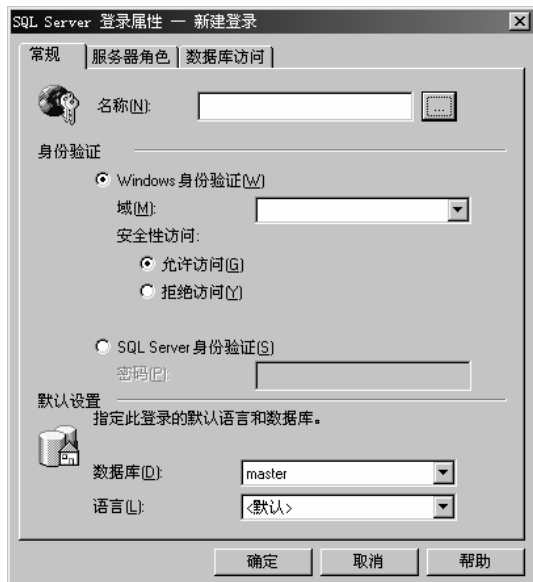 SQL Server 登录属性 — 新建登录
常规 服务器角色 数据库访问
名称(N): ...
身份验证
Windows 身份验证(W)
域(M):
安全性访问:
允许访问(G)
拒绝访问(Y)
SQL Server 身份验证(S)
密码(P):
默认设置
指定此登录的默认语言和数据库。
数据库(D): master
语言(L): <默认>
确定 取消 帮助